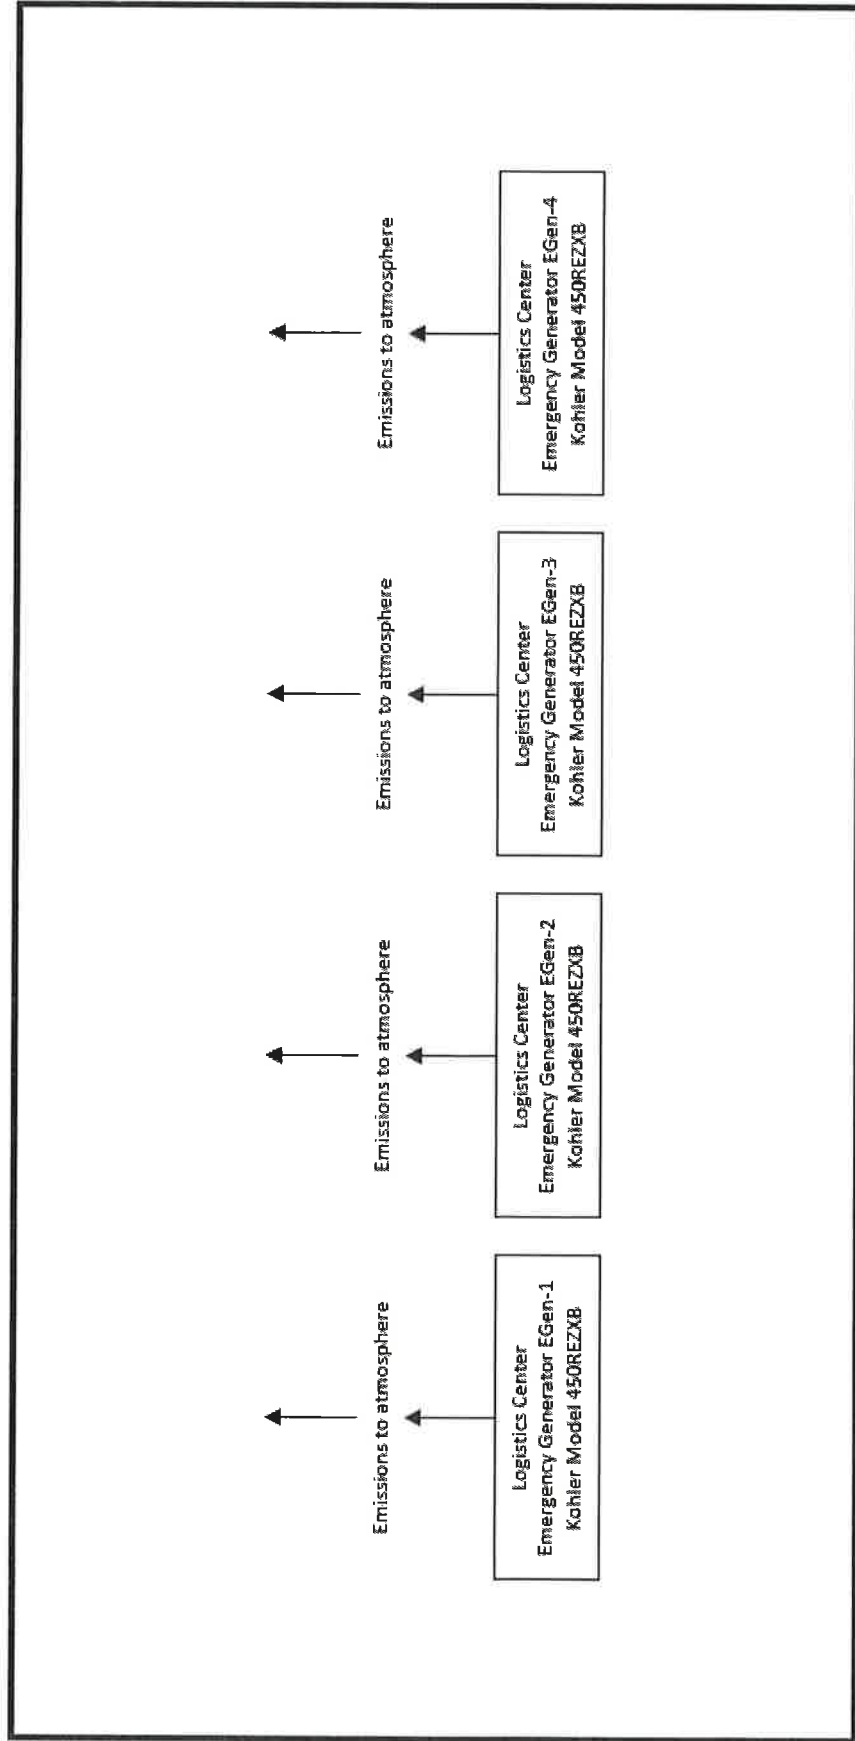 Emissions to atmosphere
Logistics Center
Emergency Generator EGen-1
Kohler Model 450REZXB
Emissions to atmosphere
Logistics Center
Emergency Generator EGen-2
Kohler Model 450REZXB
Emissions to atmosphere
Logistics Center
Emergency Generator EGen-3
Kohler Model 450REZXB
Emissions to atmosphere
Logistics Center
Emergency Generator EGen-4
Kohler Model 450REZXB